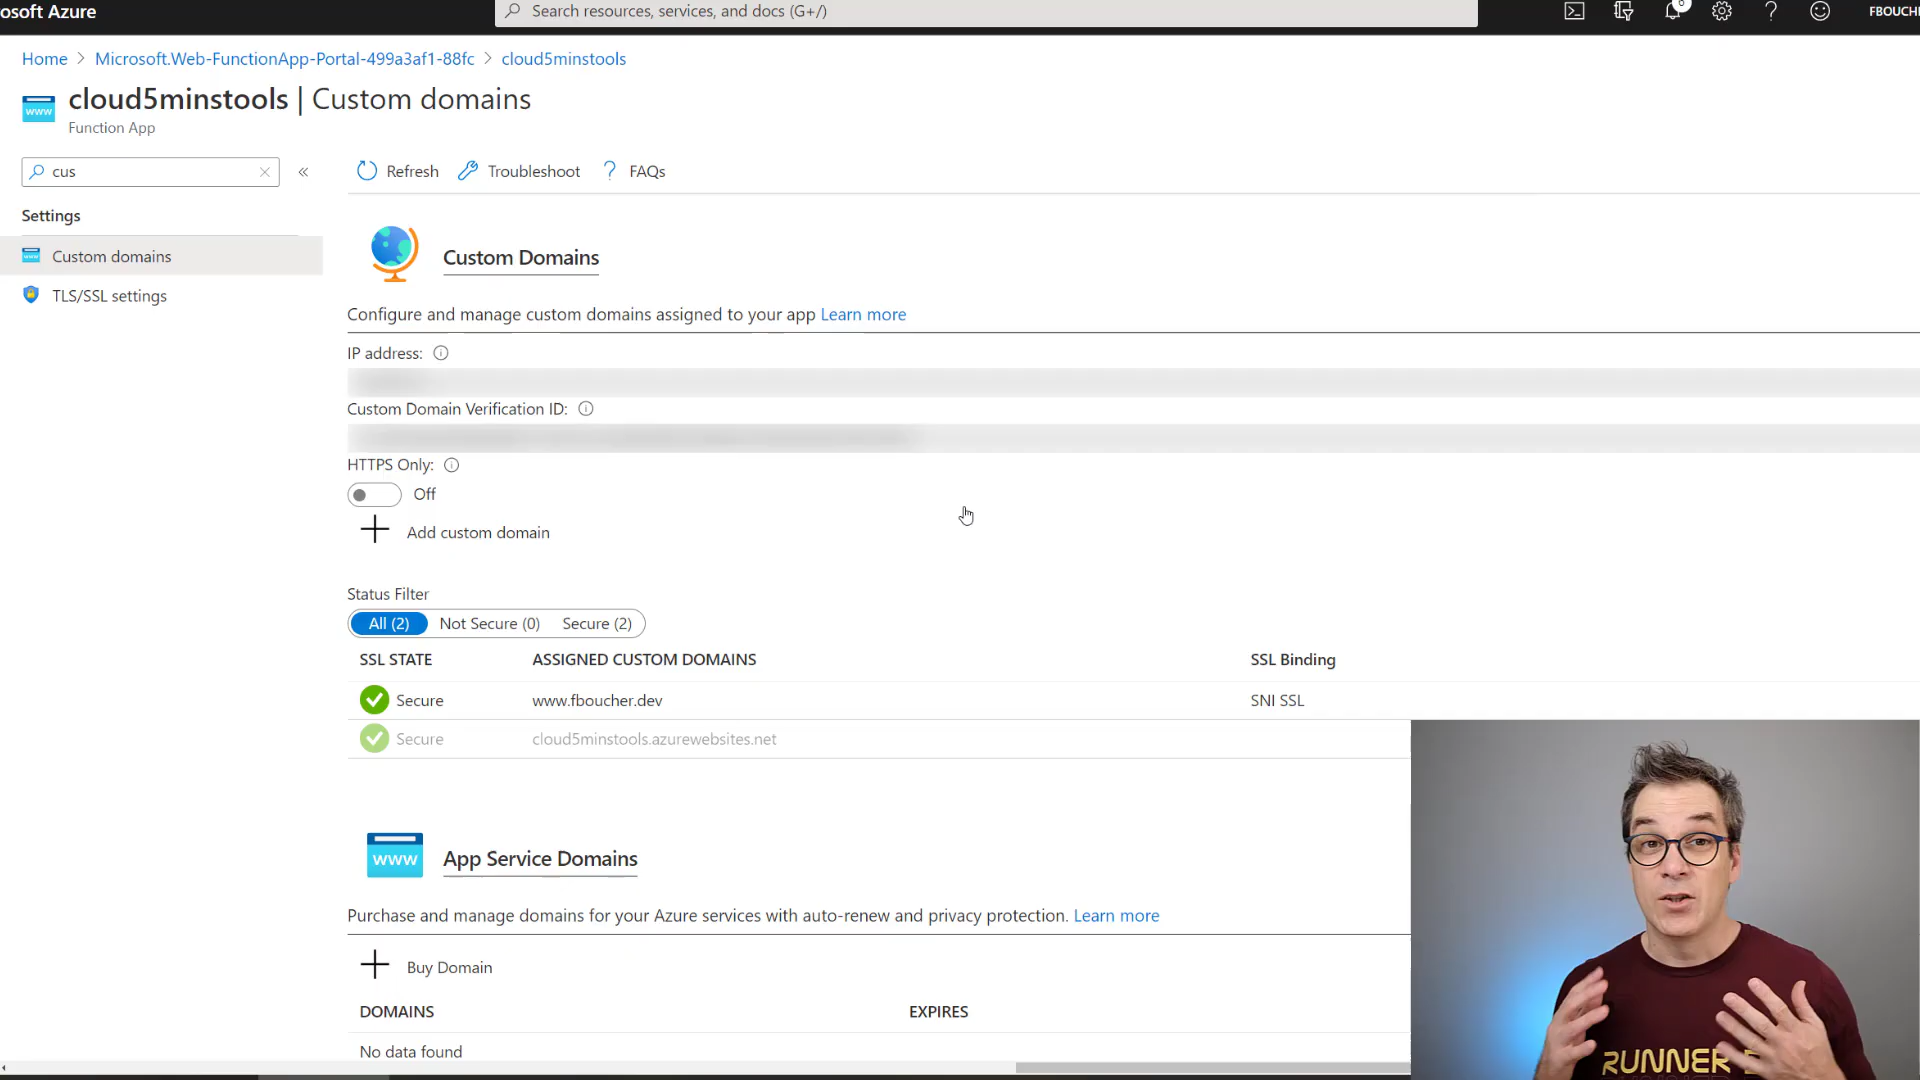 osoft Azure
Search resources, services, and docs (G+/)
0
FBOUCH
Home > Microsoft.Web-FunctionApp-Portal-499a3af1-88fc > cloud5minstools
www
cloud5minstools | Custom domains
Function App
cus
«
Refresh
Troubleshoot
? FAQs
Settings
Custom domains
TLS/SSL settings
Custom Domains
Configure and manage custom domains assigned to your app Learn more
IP address:
Custom Domain Verification ID:
HTTPS Only:
Off
Add custom domain
Status Filter
All (2) Not Secure (0) Secure (2)
SSL STATE ASSIGNED CUSTOM DOMAINS SSL Binding
Secure www.fboucher.dev SNI SSL
Secure cloud5minstools.azurewebsites.net
www
App Service Domains
Purchase and manage domains for your Azure services with auto-renew and privacy protection. Learn more
Buy Domain
DOMAINS EXPIRES
No data found
RUNNER